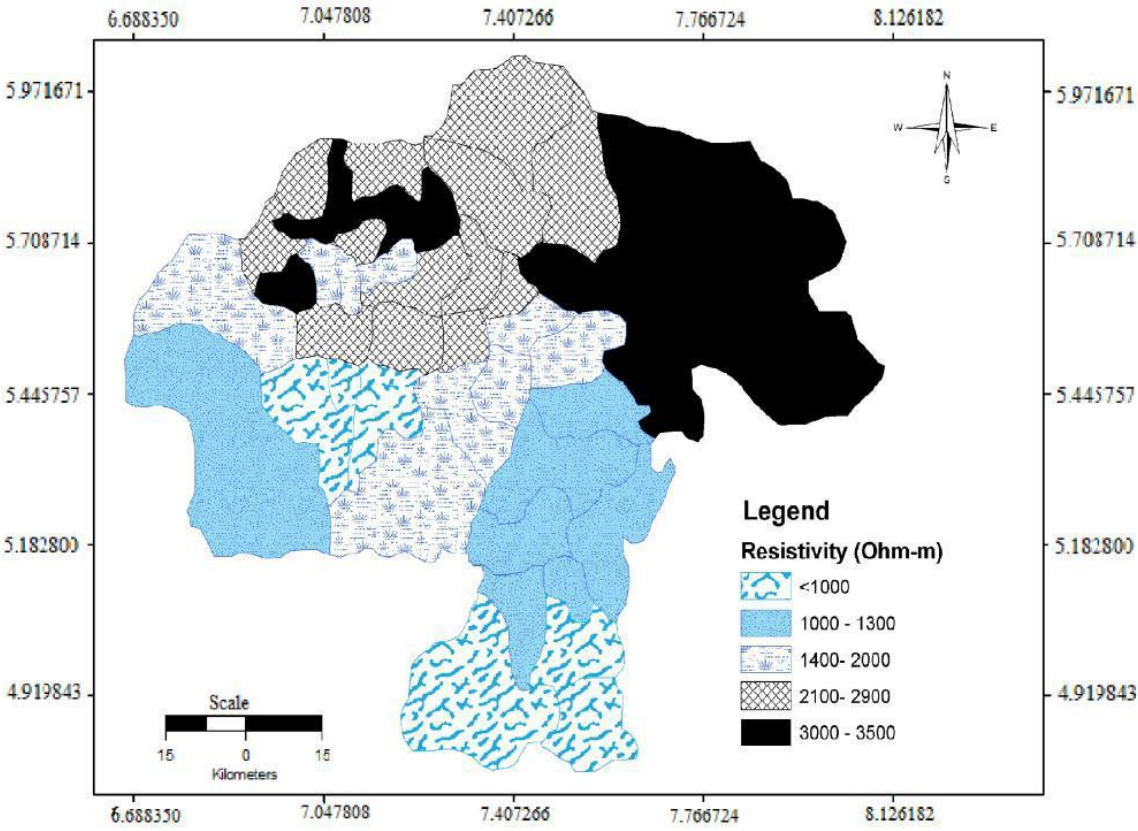 6.688350 7.047808 7.407266 7.766724 8.126182
5.971671 5.971671
N
W E
S
5.708714 5.708714
5.445757 5.445757
Legend
Resistivity (Ohm-m)
5.182800 5.182800
<1000
1000 - 1300
1400- 2000
4.919843 4.919843
2100- 2900
Scale
3000 - 3500
15 0 15
Kilometers
6.688350 7.047808 7.407266 7.766724 8.126182